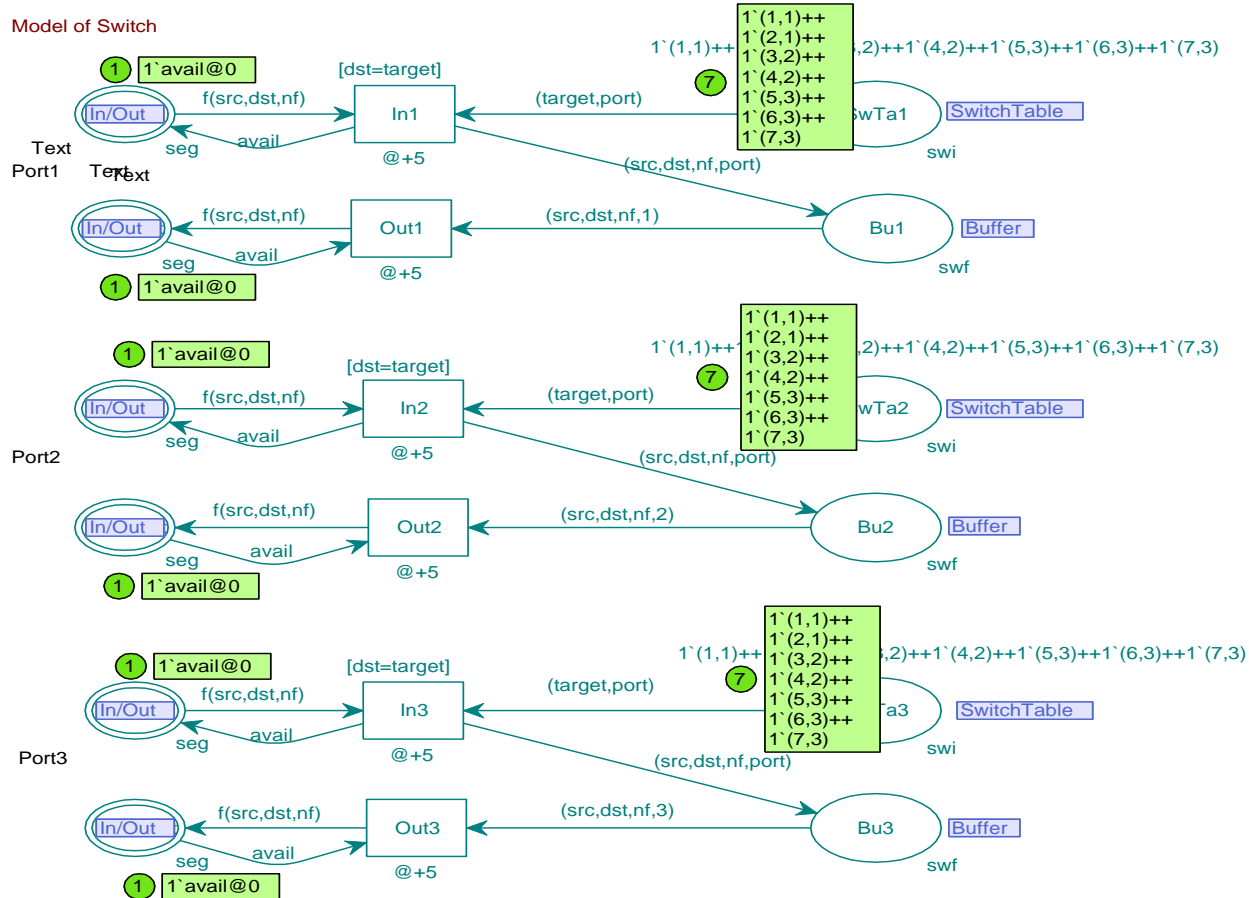 Model of Switch
1`(1,1)++
1`(2,1)++
1`(3,2)++
1`(4,2)++
1`(5,3)++
1`(6,3)++
1`(7,3)
1`(1,1)++ ,2)++1`(4,2)++1`(5,3)++1`(6,3)++1`(7,3)
1 1`avail@0
7
[dst=target]
In/Out f(src,dst,nf) In1 (target,port) wTa1 SwitchTable
avail
seg @+5 swi
Text
Port1 Text Text
(src,dst,nf,port)
In/Out f(src,dst,nf) Out1 (src,dst,nf,1) Bu1 Buffer
avail
seg @+5 swf
1 1`avail@0
1`(1,1)++
1`(2,1)++
1`(3,2)++
1`(4,2)++
1`(5,3)++
1`(6,3)++
1`(7,3)
1`(1,1)++ ,2)++1`(4,2)++1`(5,3)++1`(6,3)++1`(7,3)
1 1`avail@0
7
[dst=target]
In/Out f(src,dst,nf) In2 (target,port) wTa2 SwitchTable
avail
seg @+5 swi
Port2
(src,dst,nf,port)
In/Out f(src,dst,nf) Out2 (src,dst,nf,2) Bu2 Buffer
avail
seg @+5 swf
1 1`avail@0
1`(1,1)++
1`(2,1)++
1`(3,2)++
1`(4,2)++
1`(5,3)++
1`(6,3)++
1`(7,3)
1`(1,1)++ ,2)++1`(4,2)++1`(5,3)++1`(6,3)++1`(7,3)
1 1`avail@0
7
[dst=target]
In/Out f(src,dst,nf) In3 (target,port) Ta3 SwitchTable
avail
seg @+5 swi
Port3
(src,dst,nf,port)
In/Out f(src,dst,nf) Out3 (src,dst,nf,3) Bu3 Buffer
avail
seg @+5 swf
1 1`avail@0